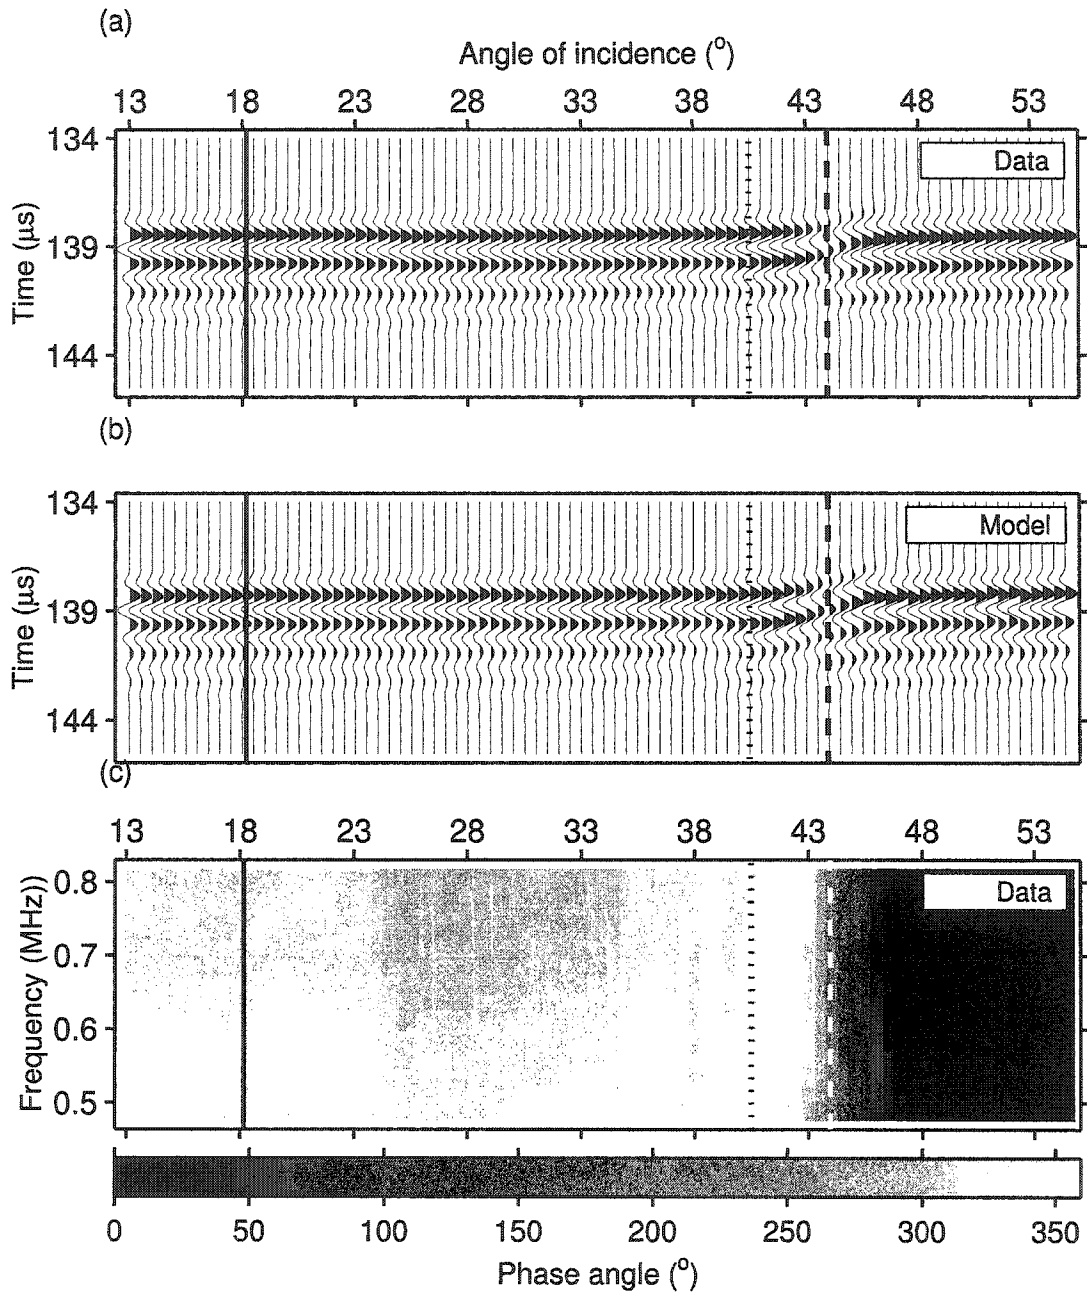 (a)
Angle of incidence (o)
13 18 23 28 33 38 43 48 53
134
Data
139
144
Time (μs)
(b)
134
Model
139
144
Time (μs)
(c)
13 18 23 28 33 38 43 48 53
0.8
Data
0.7
0.6
0.5
Frequency (MHz))
0 50 100 150 200 250 300 350
Phase angle (o)